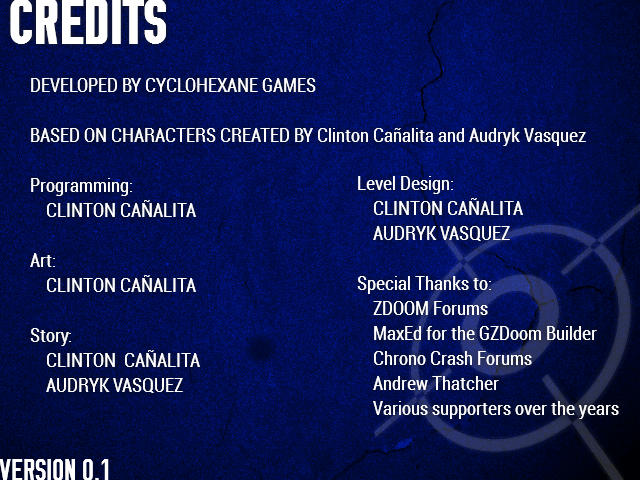 CREDITS
DEVELOPED BY CYCLOHEXANE GAMES
BASED ON CHARACTERS CREATED BY Clinton Cañalita and Audryk Vasquez
Programming:
CLINTON CAÑALITA
Art:
CLINTON CAÑALITA
Story:
CLINTON CAÑALITA
AUDRYK VASQUEZ
Level Design:
CLINTON CAÑALITA
AUDRYK VASQUEZ
Special Thanks to:
ZDOOM Forums
MaxEd for the GZDoom Builder
Chrono Crash Forums
Andrew Thatcher
Various supporters over the years
VERSION 0.1